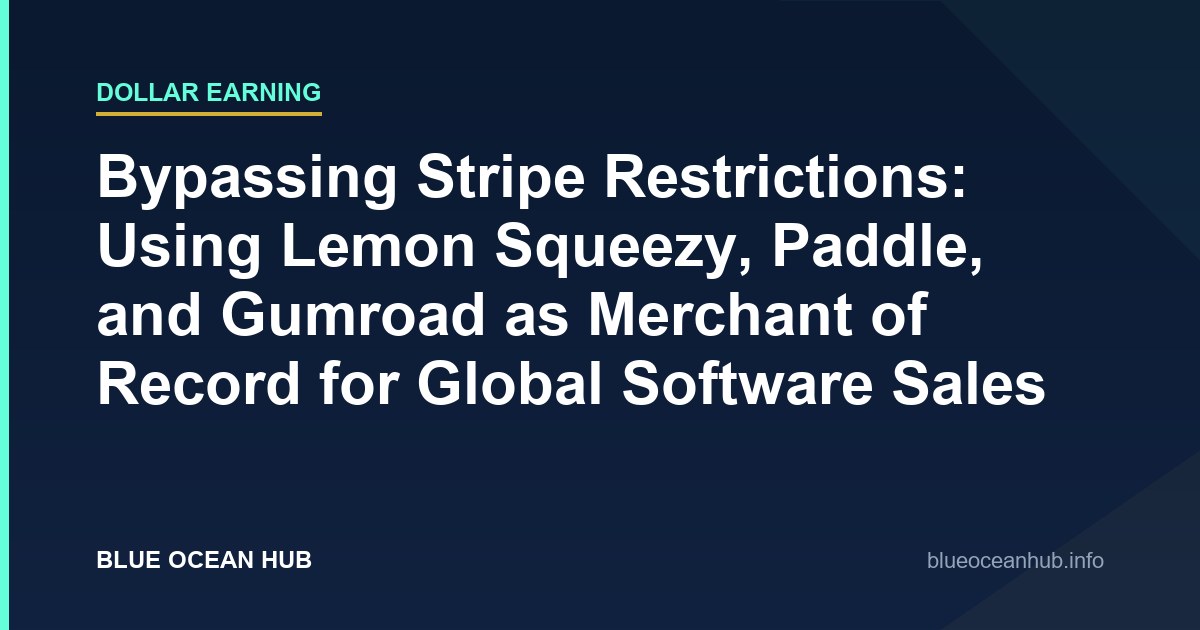 DOLLAR EARNING
Bypassing Stripe Restrictions:
Using Lemon Squeezy, Paddle,
and Gumroad as Merchant of
Record for Global Software Sales
BLUE OCEAN HUB
blueoceanhub.info